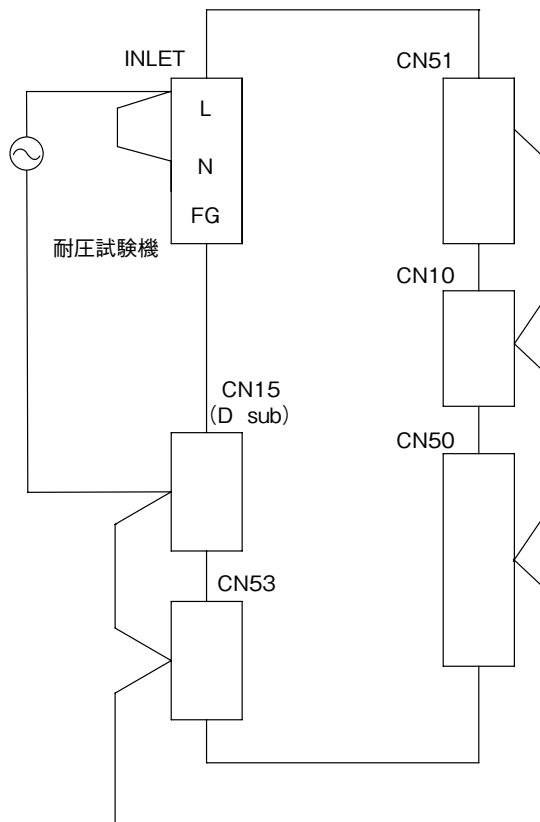 INLET
L
N
FG
耐圧試験機
CN15
(D sub)
CN53
CN51
CN10
CN50